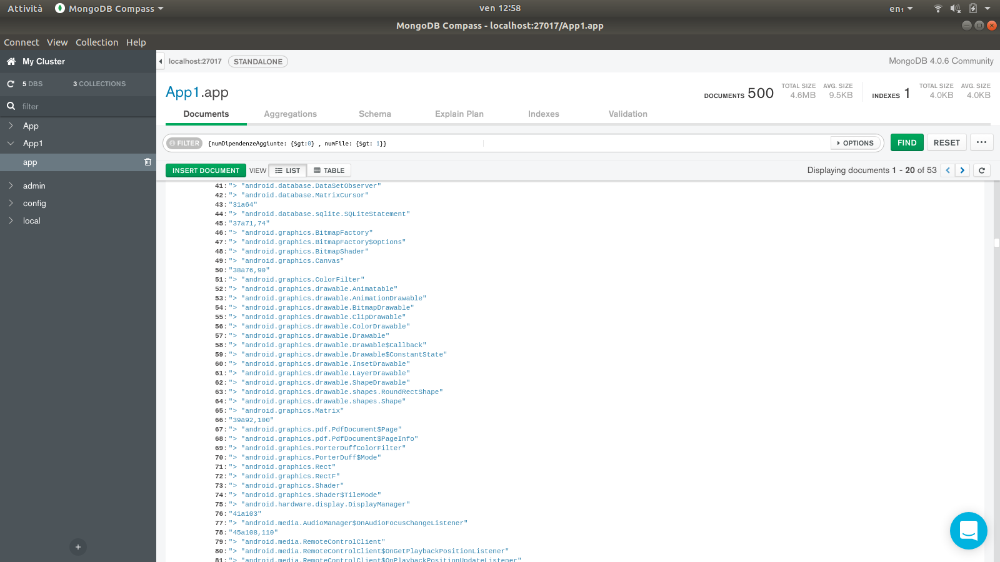 Attività MongoDB Compass ven 12:58 en₁
MongoDB Compass - localhost:27017/App1.app
Connect View Collection Help
My Cluster
localhost:27017 STANDALONE MongoDB 4.0.6 Community
5 DBS 3 COLLECTIONS
filter
App
App1
app
admin
config
local
App1.app
DOCUMENTS 500 TOTAL SIZE 4.6MB AVG. SIZE 9.5KB INDEXES 1 TOTAL SIZE 4.0KB AVG. SIZE 4.0KB
Documents Aggregations Schema Explain Plan Indexes Validation
FILTER {numDipendenzeAggiunte: {$gt:0} , numFile: {$gt: 1}} OPTIONS FIND RESET ...
INSERT DOCUMENT VIEW LIST TABLE Displaying documents 1 - 20 of 53
41:"> "android.database.DataSetObserver"
42:"> "android.database.MatrixCursor"
43:"31a64"
44:"> "android.database.sqlite.SQLiteStatement"
45:"37a71,74"
46:"> "android.graphics.BitmapFactory"
47:"> "android.graphics.BitmapFactory$Options"
48:"> "android.graphics.BitmapShader"
49:"> "android.graphics.Canvas"
50:"38a76,90"
51:"> "android.graphics.ColorFilter"
52:"> "android.graphics.drawable.Animatable"
53:"> "android.graphics.drawable.AnimationDrawable"
54:"> "android.graphics.drawable.BitmapDrawable"
55:"> "android.graphics.drawable.ClipDrawable"
56:"> "android.graphics.drawable.ColorDrawable"
57:"> "android.graphics.drawable.Drawable"
58:"> "android.graphics.drawable.Drawable$Callback"
59:"> "android.graphics.drawable.Drawable$ConstantState"
60:"> "android.graphics.drawable.InsetDrawable"
61:"> "android.graphics.drawable.LayerDrawable"
62:"> "android.graphics.drawable.ShapeDrawable"
63:"> "android.graphics.drawable.shapes.RoundRectShape"
64:"> "android.graphics.drawable.shapes.Shape"
65:"> "android.graphics.Matrix"
66:"39a92,100"
67:"> "android.graphics.pdf.PdfDocument$Page"
68:"> "android.graphics.pdf.PdfDocument$PageInfo"
69:"> "android.graphics.PorterDuffColorFilter"
70:"> "android.graphics.PorterDuff$Mode"
71:"> "android.graphics.Rect"
72:"> "android.graphics.RectF"
73:"> "android.graphics.Shader"
74:"> "android.graphics.Shader$TileMode"
75:"> "android.hardware.display.DisplayManager"
76:"41a103"
77:"> "android.media.AudioManager$OnAudioFocusChangeListener"
78:"45a108,110"
79:"> "android.media.RemoteControlClient"
80:"> "android.media.RemoteControlClient$OnGetPlaybackPositionListener"
81:"> "android.media.RemoteControlClient$OnPlaybackPositionUpdateListener"